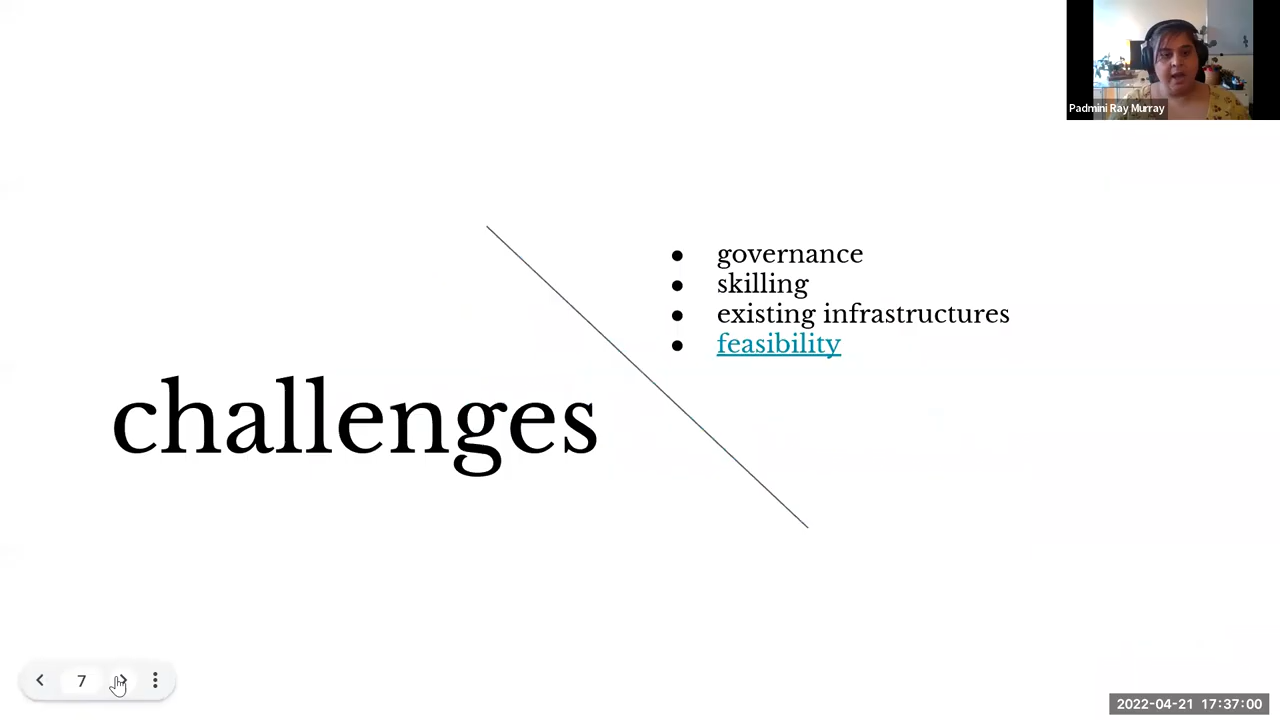 Padmini Ray Murray
challenges
governance
skilling
existing infrastructures
feasibility
7
2022-04-21 17:37:00